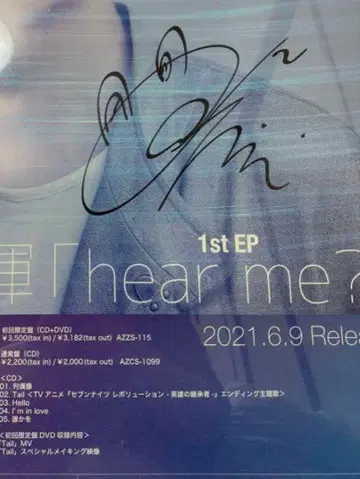 1st EP
「hear me?
2021.6.9 Relea
初回限定盤(CD+DVD)
¥3,500(tax in)/¥3,182(tax out) AZZS-115
通常盤(CD)
¥2,200(tax in)/¥2,000(tax out) AZCS-1099
<CD>
01. 列偶像
02. Tail <TVアニメ『セブンナイツ レボリューション -英雄の継承者-』エンディング主題歌>
03. Hello
04. I'm in love
05. 誰かを
<初回限定盤DVD収録内容>
「Tail」MV
「Tail」スペシャルメイキング映像